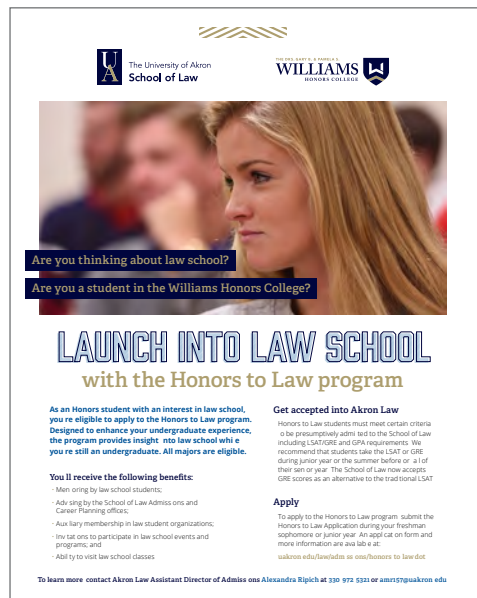 The University of Akron
School of Law
WILLIAMS
HONORS COLLEGE
Are you thinking about law school?
Are you a student in the Williams Honors College?
LAUNCH INTO LAW SCHOOL
with the Honors to Law program
As an Honors student with an interest in law school,
you re eligible to apply to the Honors to Law program.
Designed to enhance your undergraduate experience,
the program provides insight nto law school whi e
you re still an undergraduate. All majors are eligible.
You ll receive the following benefits:
· Men oring by law school students;
· Adv sing by the School of Law Admiss ons and
Career Planning offices;
· Aux liary membership in law student organizations;
· Inv tat ons to participate in law school events and
programs; and
· Abil ty to visit law school classes
Get accepted into Akron Law
Honors to Law students must meet certain criteria
o be presumptively admi ted to the School of Law
including LSAT/GRE and GPA requirements We
recommend that students take the LSAT or GRE
during junior year or the summer before or a l of
their sen or year The School of Law now accepts
GRE scores as an alternative to the trad tional LSAT
Apply
To apply to the Honors to Law program submit the
Honors to Law Application during your freshman
sophomore or junior year An appl cat on form and
more information are ava lab e at:
uakron edu/law/adm ss ons/honors to law dot
To learn more contact Akron Law Assistant Director of Admiss ons Alexandra Ripich at 330 972 5321 or amr157@uakron edu